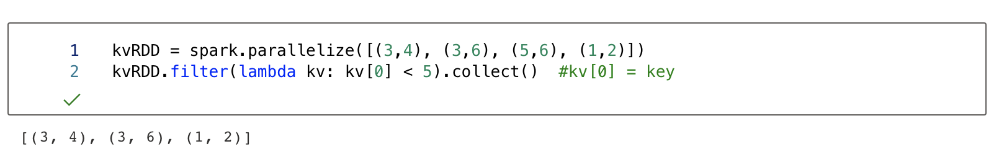 1 kvRDD = spark.parallelize([(3,4), (3,6), (5,6), (1,2)])
2 kvRDD.filter(lambda kv: kv[0] < 5).collect()  #kv[0] = key
[(3, 4), (3, 6), (1, 2)]